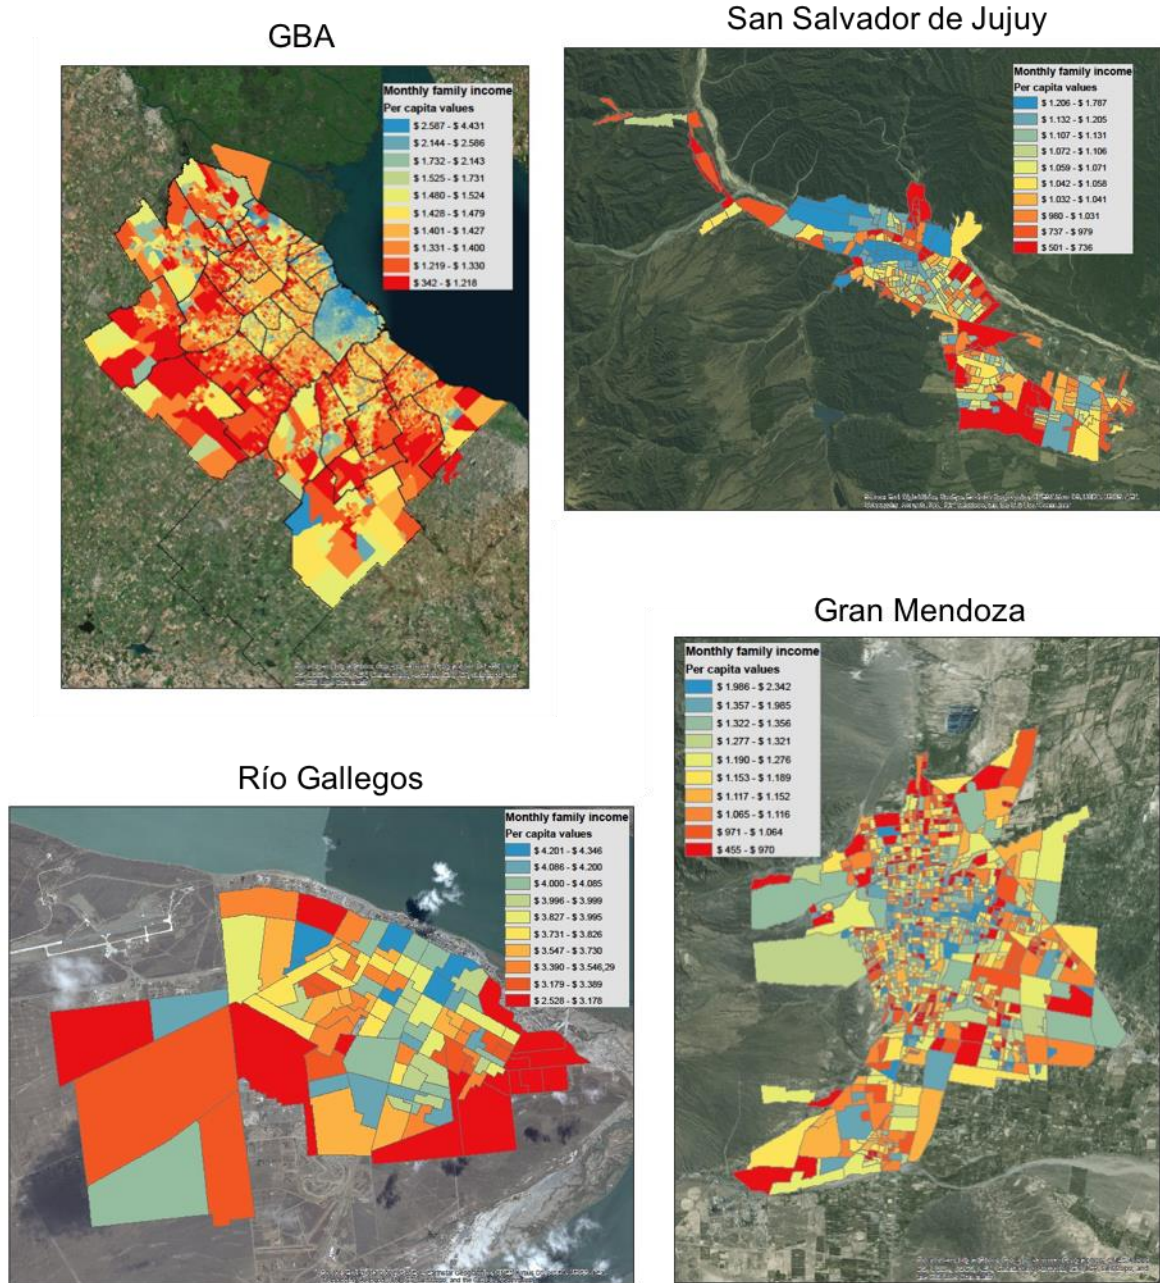 GBA
Monthly family income
Per capita values
$ 2.587 - $ 4.431
$ 2.144 - $ 2.586
$ 1.732 - $ 2.143
$ 1.525 - $ 1.731
$ 1.480 - $ 1.524
$ 1.428 - $ 1.479
$ 1.401 - $ 1.427
$ 1.331 - $ 1.400
$ 1.219 - $ 1.330
$ 342 - $ 1.218
San Salvador de Jujuy
Monthly family income
Per capita values
$ 1.206 - $ 1.787
$ 1.132 - $ 1.205
$ 1.107 - $ 1.131
$ 1.072 - $ 1.106
$ 1.059 - $ 1.071
$ 1.042 - $ 1.058
$ 1.032 - $ 1.041
$ 980 - $ 1.031
$ 737 - $ 979
$ 501 - $ 736
Río Gallegos
Monthly family income
Per capita values
$ 4.201 - $ 4.346
$ 4.086 - $ 4.200
$ 4.000 - $ 4.085
$ 3.996 - $ 3.999
$ 3.827 - $ 3.995
$ 3.731 - $ 3.826
$ 3.547 - $ 3.730
$ 3.390 - $ 3.546,29
$ 3.179 - $ 3.389
$ 2.528 - $ 3.178
Gran Mendoza
Monthly family income
Per capita values
$ 1.986 - $ 2.342
$ 1.357 - $ 1.985
$ 1.322 - $ 1.356
$ 1.277 - $ 1.321
$ 1.190 - $ 1.276
$ 1.153 - $ 1.189
$ 1.117 - $ 1.152
$ 1.065 - $ 1.116
$ 971 - $ 1.064
$ 455 - $ 970